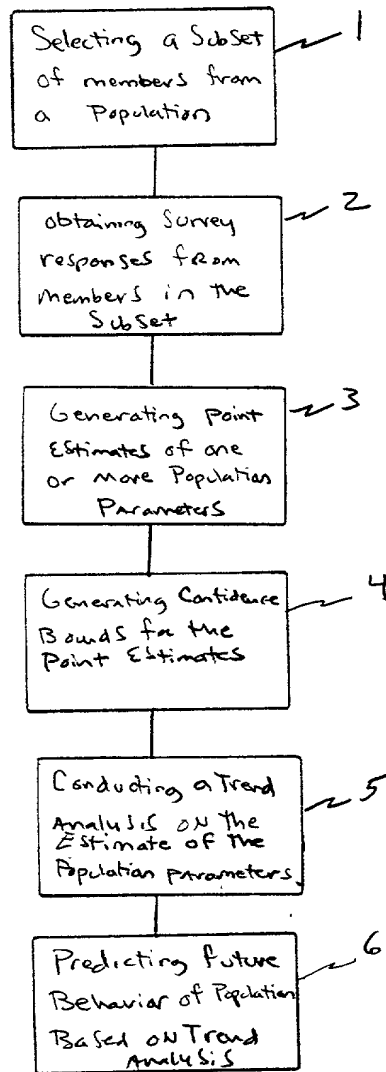 Selecting a Subset
of members from
a Population
1
obtaining Survey
responses from
members in the
Subset
2
Generating Point
Estimates of one
or more Population
Parameters
3
Generating Confidence
Bounds for the
Point Estimates
4
Conducting a Trend
Analysis on the
Estimate of the
Population parameters.
5
Predicting future
Behavior of Population
Based on Trend
Analysis
6